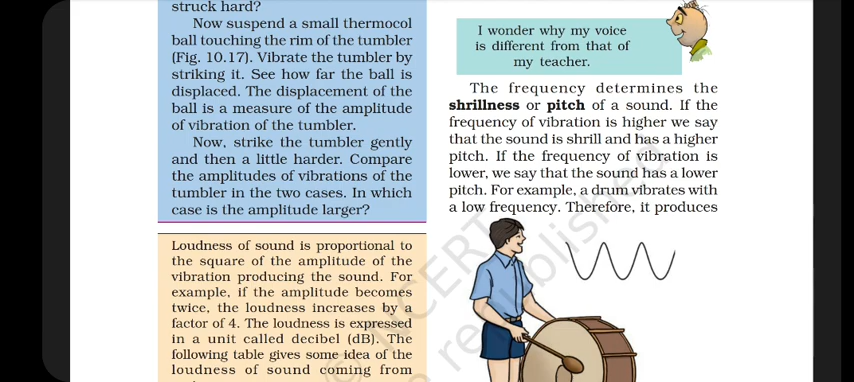 struck hard?
Now suspend a small thermocol
ball touching the rim of the tumbler
(Fig. 10.17). Vibrate the tumbler by
striking it. See how far the ball is
displaced. The displacement of the
ball is a measure of the amplitude
of vibration of the tumbler.
Now, strike the tumbler gently
and then a little harder. Compare
the amplitudes of vibrations of the
tumbler in the two cases. In which
case is the amplitude larger?
Loudness of sound is proportional to
the square of the amplitude of the
vibration producing the sound. For
example, if the amplitude becomes
twice, the loudness increases by a
factor of 4. The loudness is expressed
in a unit called decibel (dB). The
following table gives some idea of the
loudness of sound coming from
I wonder why my voice
is different from that of
my teacher.
The frequency determines the
shrillness or pitch of a sound. If the
frequency of vibration is higher we say
that the sound is shrill and has a higher
pitch. If the frequency of vibration is
lower, we say that the sound has a lower
pitch. For example, a drum vibrates with
a low frequency. Therefore, it produces
© NCERT
republished